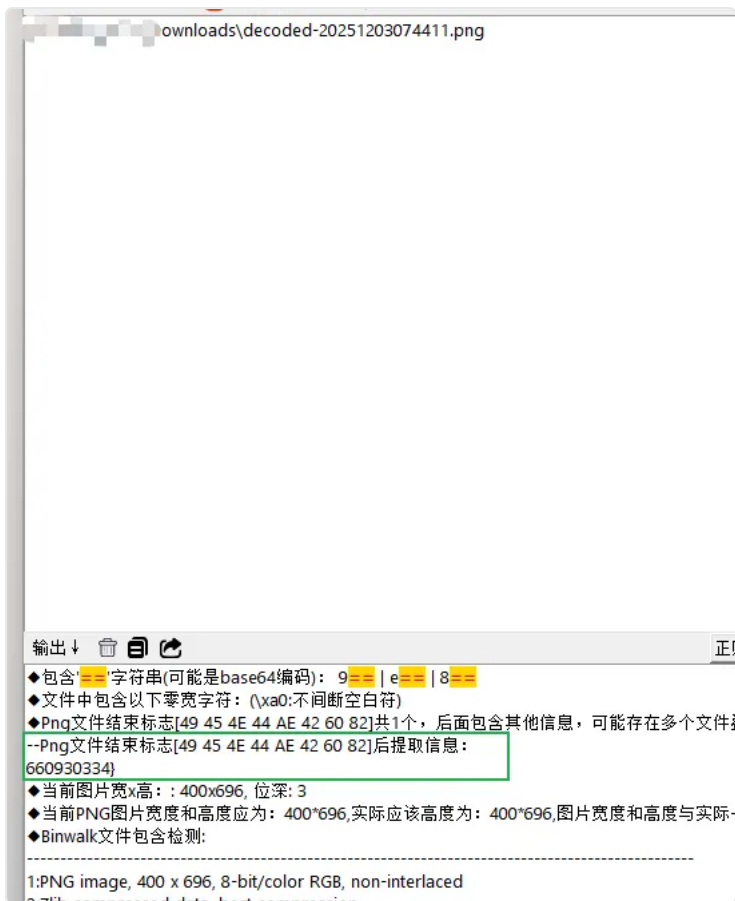 ownloads\decoded-20251203074411.png
输出↓
◆包含'=='字符串(可能是base64编码)： 9== | e== | 8==
◆文件中包含以下零宽字符：(\xa0:不间断空白符)
◆Png文件结束标志[49 45 4E 44 AE 42 60 82]共1个，后面包含其他信息，可能存在多个文件
--Png文件结束标志[49 45 4E 44 AE 42 60 82]后提取信息：
660930334}
◆当前图片宽x高：: 400x696, 位深: 3
◆当前PNG图片宽度和高度应为：400*696,实际应该高度为：400*696,图片宽度和高度与实际
◆Binwalk文件包含检测:
----------------------------------------------------------------------------------------------------
1:PNG image, 400 x 696, 8-bit/color RGB, non-interlaced